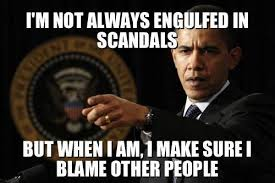 I'M NOT ALWAYS ENGULFED IN
SCANDALS
BUT WHEN I AM, I MAKE SURE I
BLAME OTHER PEOPLE